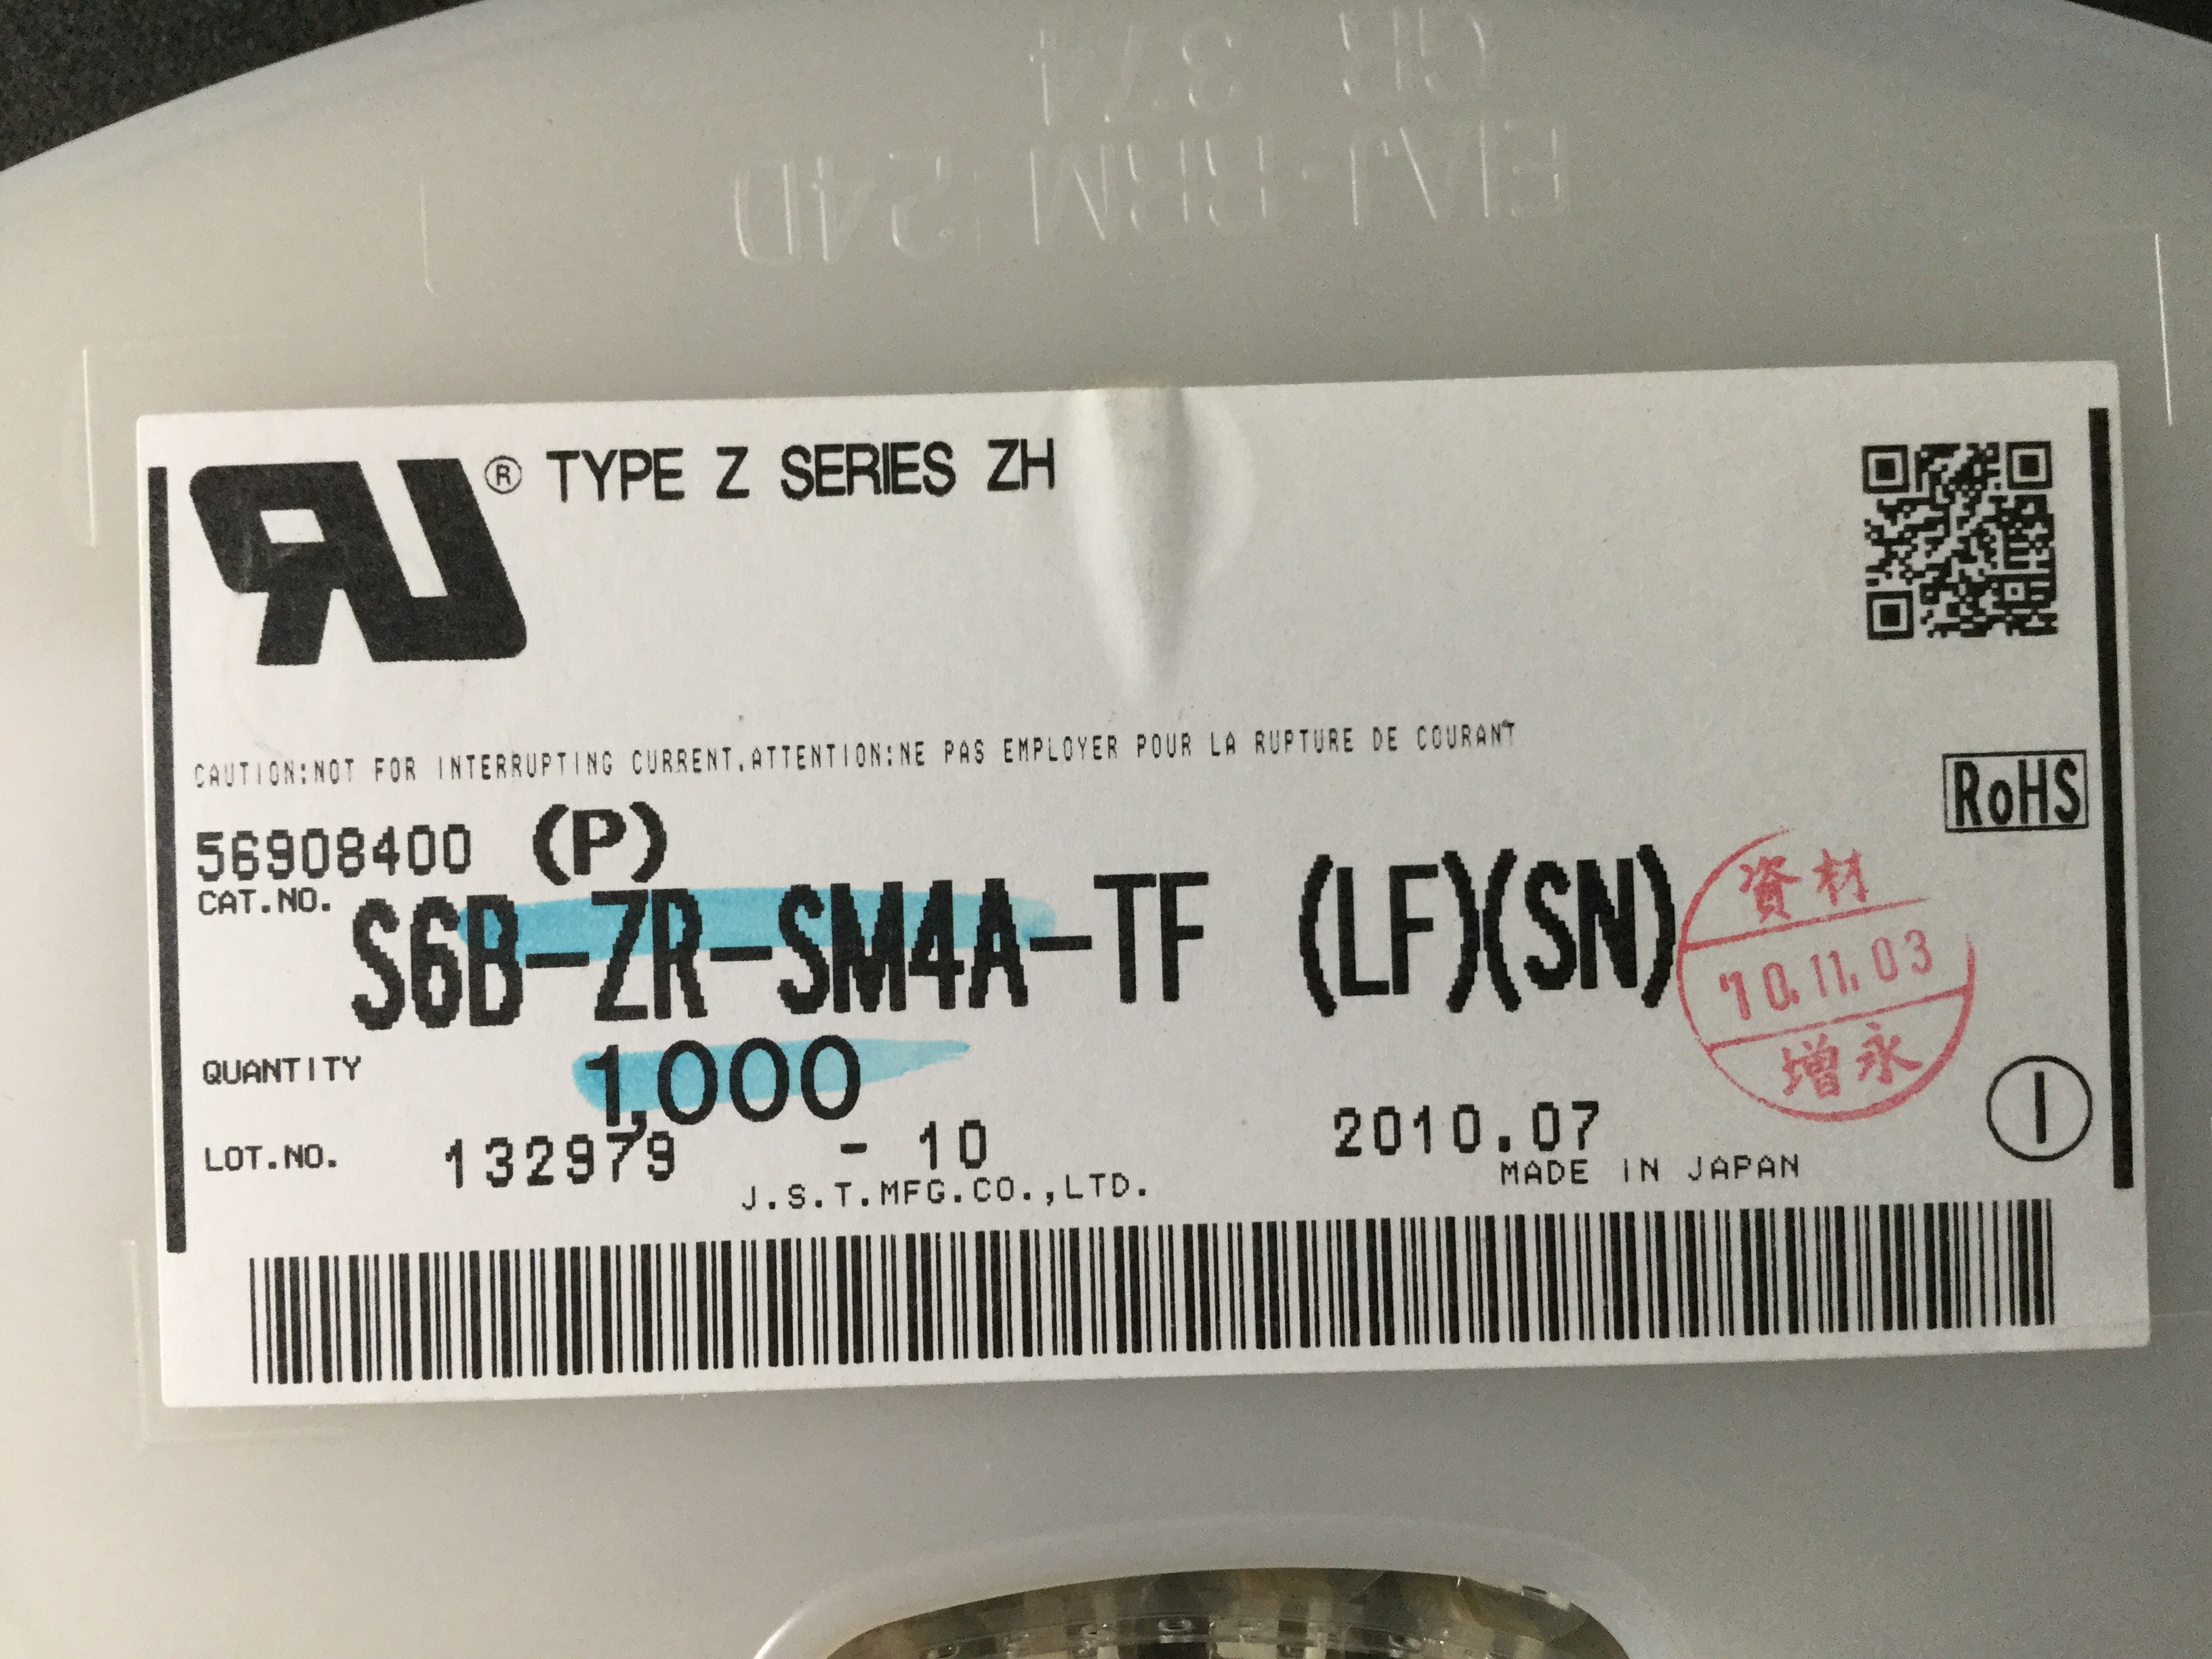 ® TYPE Z SERIES ZH
CAUTION:NOT FOR INTERRUPTING CURRENT.ATTENTION:NE PAS EMPLOYER POUR LA RUPTURE DE COURANT
RoHS
56908400 (P)
CAT.NO.
S6B-ZR-SM4A-TF (LF)(SN)
資材
'10.11.03
増永
QUANTITY
1,000
LOT.NO. 132979 - 10
2010.07
J.S.T.MFG.CO.,LTD.
MADE IN JAPAN